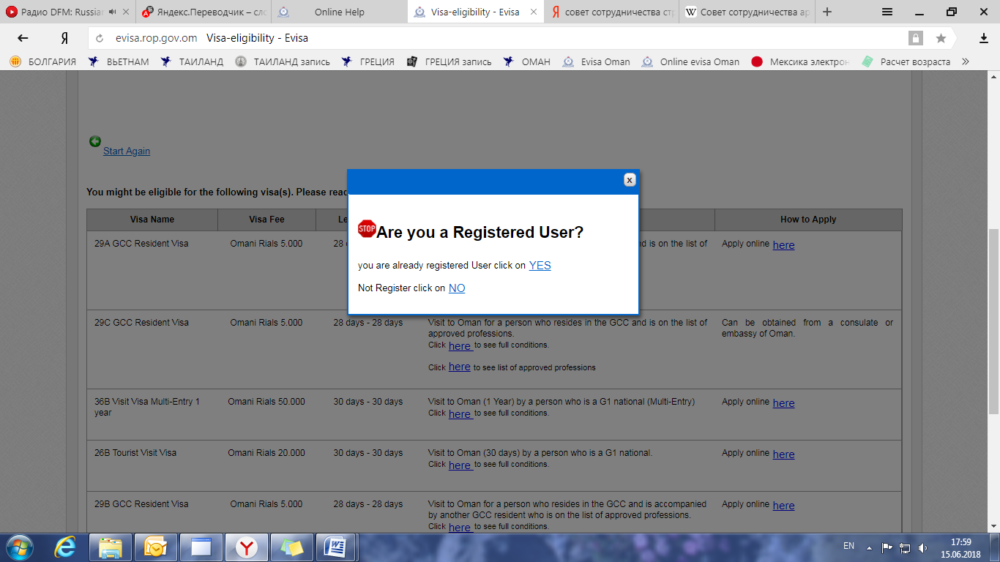 Радио DFM: Russian
Яндекс.Переводчик – сло
Online Help
Visa-eligibility - Evisa
совет сотрудничества стр
Совет сотрудничества ар
evisa.rop.gov.om Visa-eligibility - Evisa
БОЛГАРИЯ ВЬЕТНАМ ТАИЛАНД ТАИЛАНД запись ГРЕЦИЯ ГРЕЦИЯ запись ОМАН Evisa Oman Online evisa Oman Мексика электрон Расчет возраста »
Start Again
You might be eligible for the following visa(s). Please read
x
STOP Are you a Registered User?
you are already registered User click on YES
Not Register click on NO
Visa Name Visa Fee Le How to Apply
29A GCC Resident Visa Omani Rials 5.000 28 d is on the list of Apply online here
29C GCC Resident Visa Omani Rials 5.000 28 days - 28 days Visit to Oman for a person who resides in the GCC and is on the list of Can be obtained from a consulate or
approved professions. embassy of Oman.
Click here to see full conditions.
Click here to see list of approved professions
36B Visit Visa Multi-Entry 1 Omani Rials 50.000 30 days - 30 days Visit to Oman (1 Year) by a person who is a G1 national (Multi-Entry) Apply online here
year Click here to see full conditions.
26B Tourist Visit Visa Omani Rials 20.000 30 days - 30 days Visit to Oman (30 days) by a person who is a G1 national. Apply online here
Click here to see full conditions.
29B GCC Resident Visa Omani Rials 5.000 28 days - 28 days Visit to Oman for a person who resides in the GCC and is accompanied Apply online here
by another GCC resident who is on the list of approved professions.
Click here to see full conditions.
EN
17:59
15.06.2018